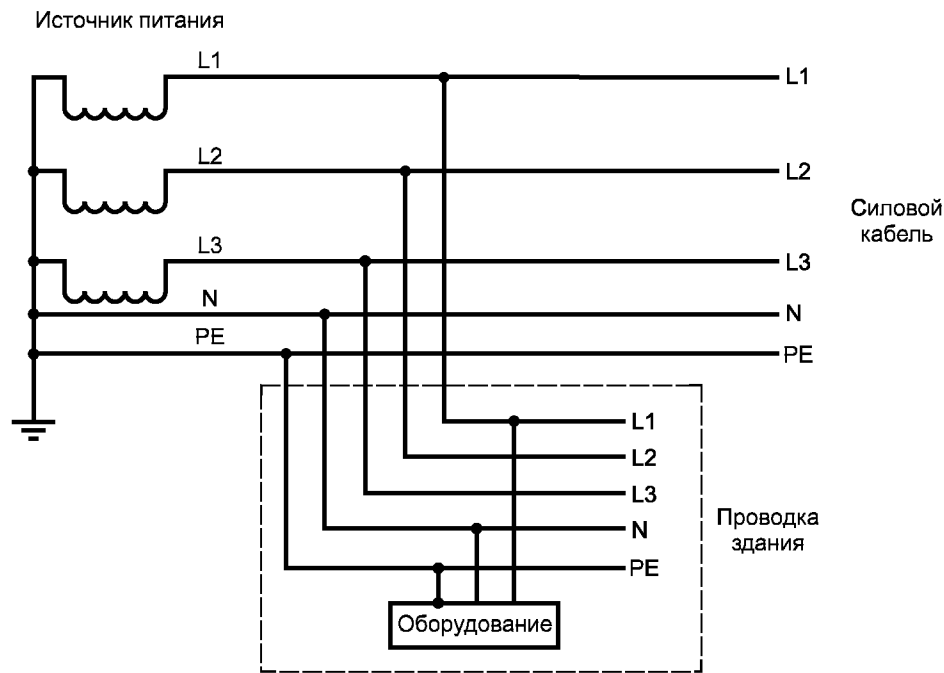 Источник питания
L1
L1
L2
L2
Силовой
кабель
L3
L3
N
N
PE
PE
L1
L2
L3
N
Проводка
здания
PE
Оборудование